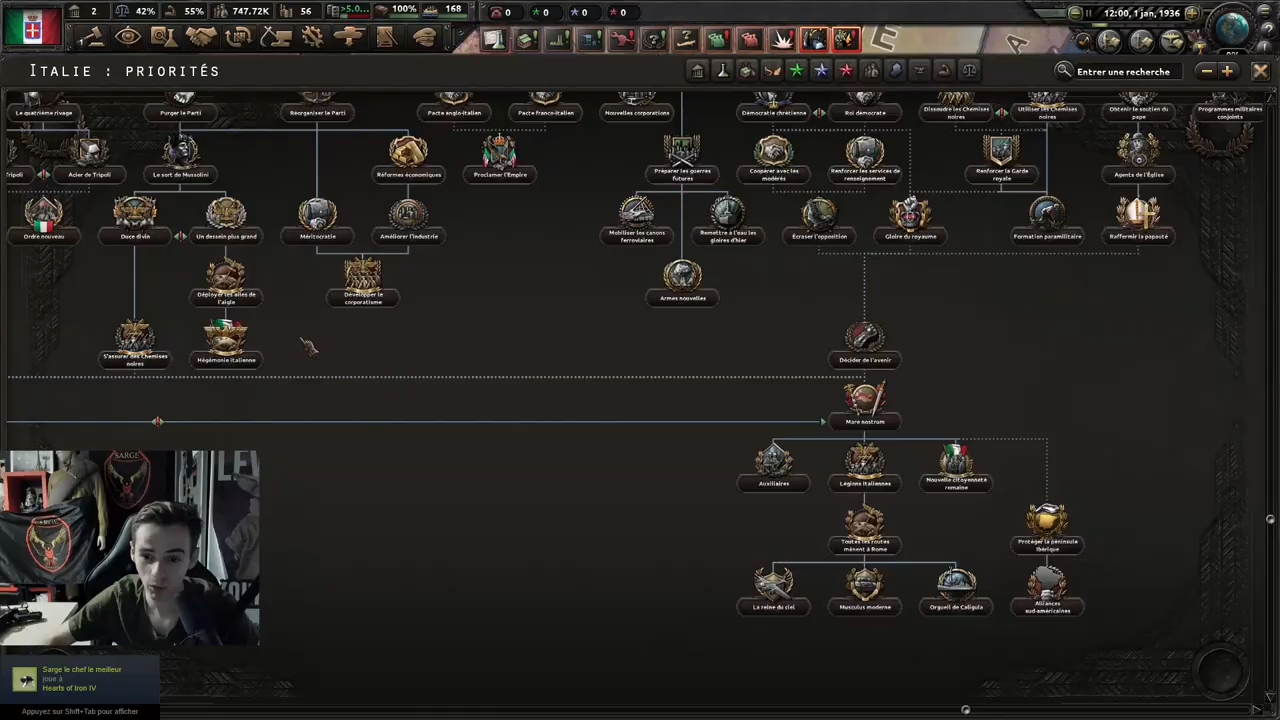 2
42%
55%
747.72K
56
>5.0...
100%
168
0
0
0
0
12:00, 1 jan, 1936
Italie : priorités
Entrer une recherche
Le quatrième rivage
Purger le Parti
Réorganiser le Parti
Pacte anglo-italien
Pacte franco-italien
Nouvelles corporations
Démocratie chrétienne
Roi démocrate
Dissoudre les Chemises
noires
Utiliser les Chemises
noires
Obtenir le soutien du
pape
Programmes militaires
conjoints
Tripoli
Acier de Tripoli
Le sort de Mussolini
Réformes économiques
Proclamer l'Empire
Préparer les guerres
futures
Coopérer avec les
modérés
Renforcer les services de
renseignement
Renforcer la Garde
royale
Agents de l'Église
Ordre nouveau
Duce divin
Un dessein plus grand
Méritocratie
Améliorer l'industrie
Mobiliser les canons
ferroviaires
Remettre à l'eau les
gloires d'hier
Écraser l'opposition
Gloire du royaume
Formation paramilitaire
Raffermir la papauté
Déployer les ailes de
l'aigle
Développer le
corporatisme
Armes nouvelles
S'assurer des Chemises
noires
Hégémonie italienne
Décider de l'avenir
Mare nostrum
Auxiliaires
Légions italiennes
Nouvelle citoyenneté
romaine
Toutes les routes
mènent à Rome
Protéger la péninsule
Ibérique
La reine du ciel
Musculus moderne
Orgueil de Caligula
Alliances
sud-américaines
SARGE
Sarge le chef le meilleur
joue à
Hearts of Iron IV
Appuyez sur Shift+Tab pour afficher